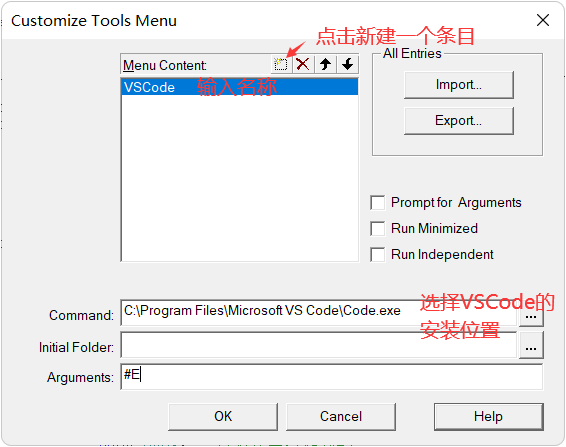 Customize Tools Menu
点击新建一个条目
Menu Content:
All Entries
VSCode
输入名称
Import...
Export...
Prompt for Arguments
Run Minimized
Run Independent
选择VSCode的
安装位置
Command:
C:\Program Files\Microsoft VS Code\Code.exe
...
Initial Folder:
...
Arguments:
#E
OK
Cancel
Help